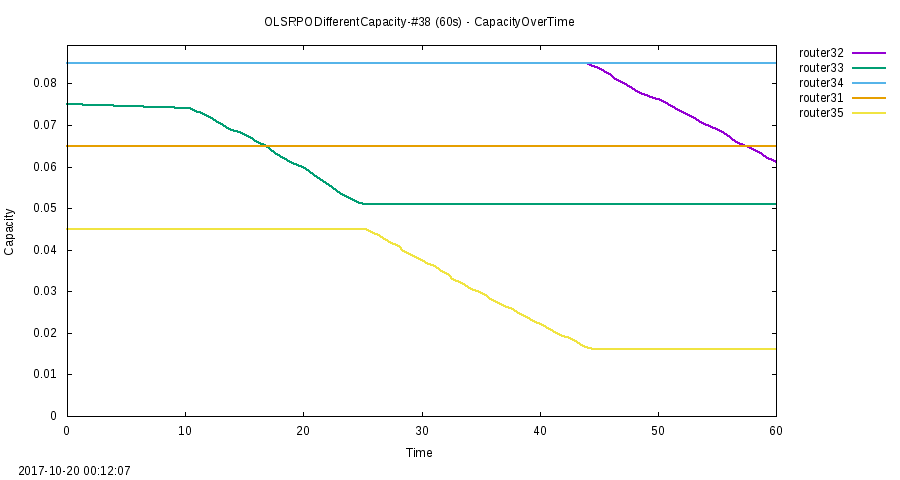 OLSRPODifferentCapacity-#38 (60s) - CapacityOverTime
router32
router33
router34
router31
router35
0.08
0.07
0.06
0.05
0.04
0.03
0.02
0.01
0
Capacity
0 10 20 30 40 50 60
Time
2017-10-20 00:12:07